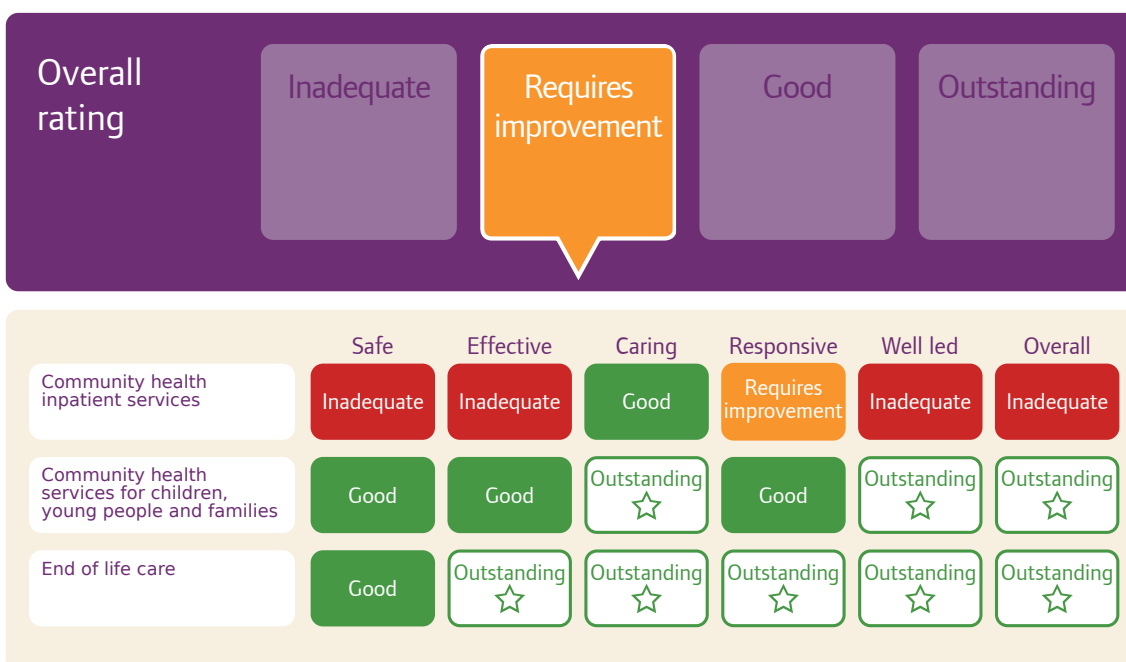 Overall
rating
Inadequate
Requires
improvement
Good
Outstanding
Safe Effective Caring Responsive Well led Overall
Community health
inpatient services
Inadequate
Inadequate
Good
Requires
improvement
Inadequate
Inadequate
Community health
services for children,
young people and families
Good
Good
Outstanding
Good
Outstanding
Outstanding
End of life care
Good
Outstanding
Outstanding
Outstanding
Outstanding
Outstanding